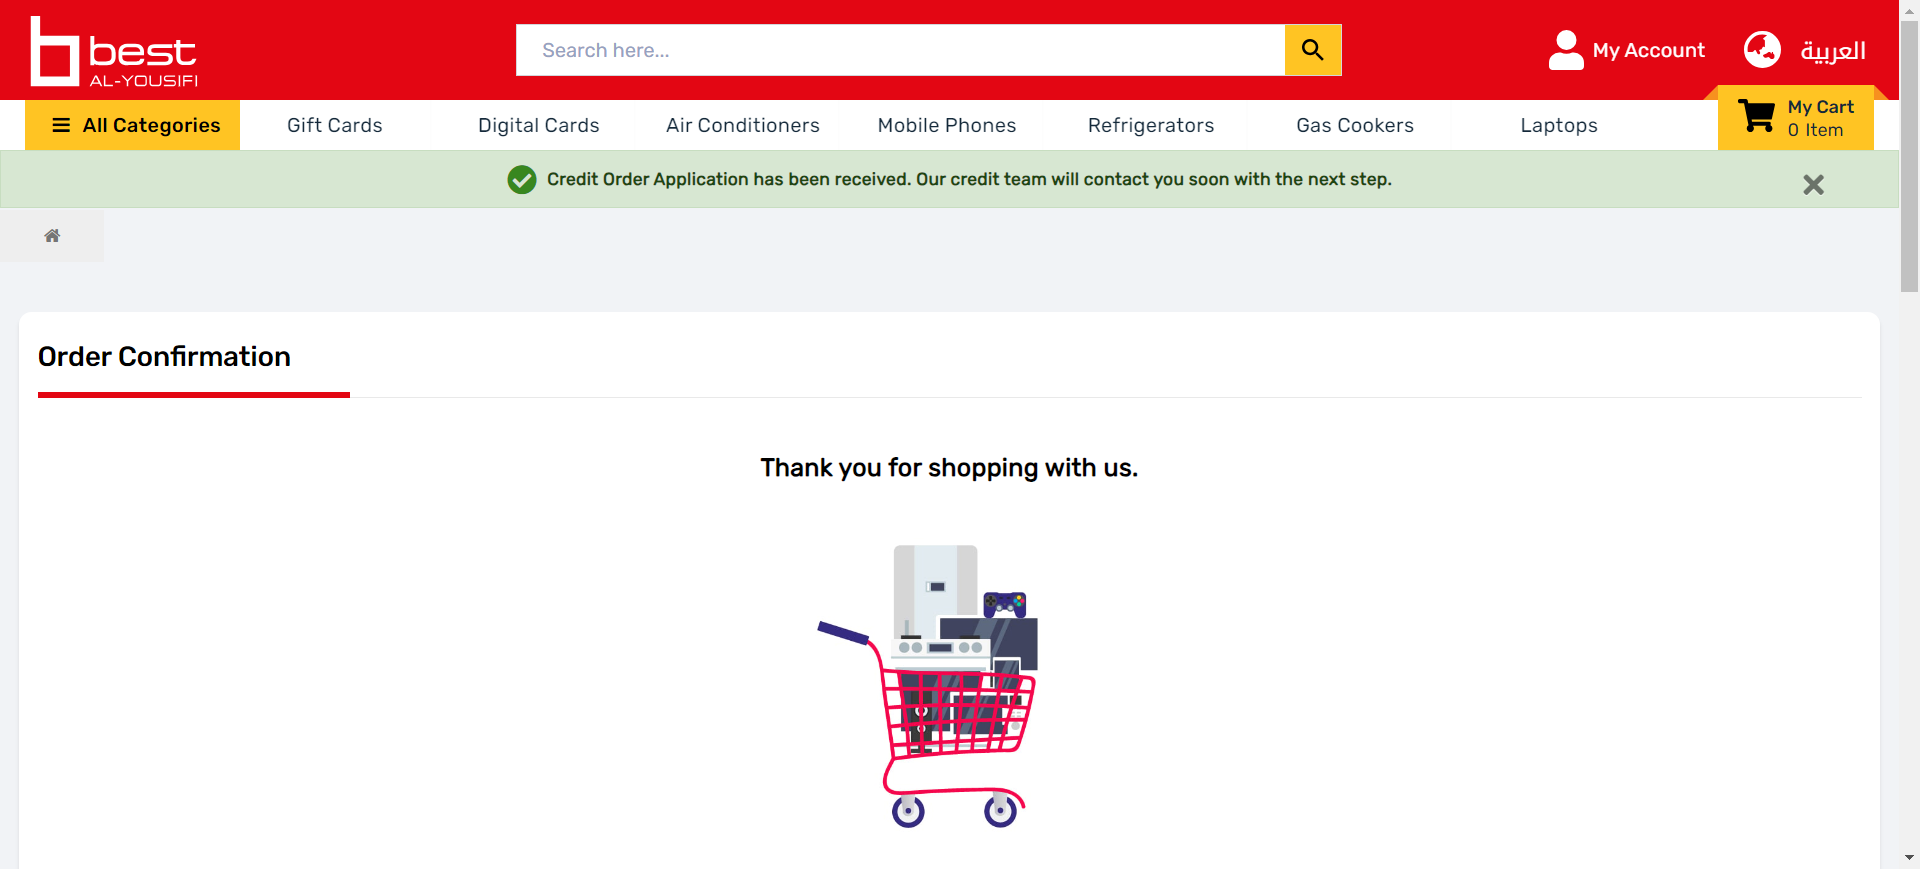 best
AL-YOUSIFI
Search here...
My Account
العربية
All Categories
Gift Cards
Digital Cards
Air Conditioners
Mobile Phones
Refrigerators
Gas Cookers
Laptops
My Cart
0 Item
Credit Order Application has been received. Our credit team will contact you soon with the next step.
Order Confirmation
Thank you for shopping with us.